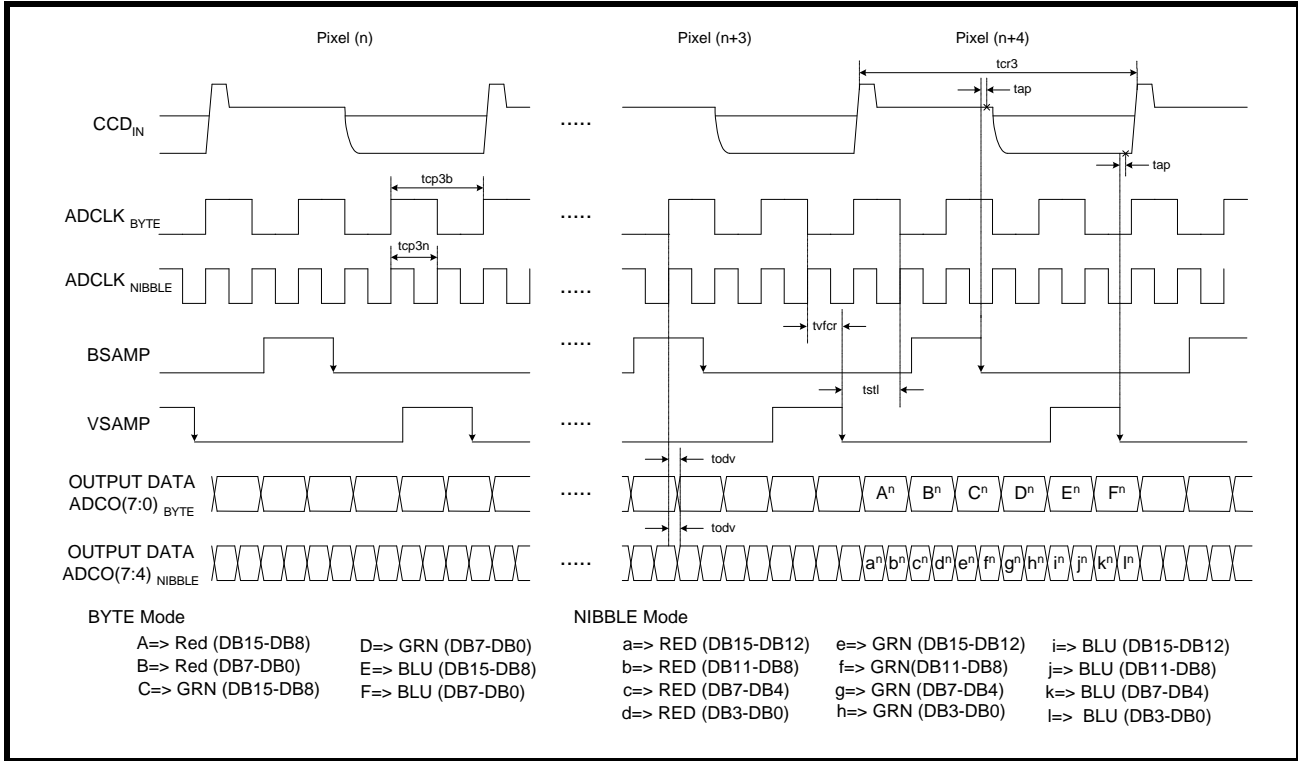 Pixel (n) Pixel (n+3) Pixel (n+4)
tcr3
tap
CCDIN
.....
tap
tcp3b
ADCLK BYTE
.....
tcp3n
ADCLK NIBBLE
.....
tvfcr
BSAMP
.....
tstl
VSAMP
.....
todv
OUTPUT DATA
ADCO(7:0) BYTE
.....
Aⁿ Bⁿ Cⁿ Dⁿ Eⁿ Fⁿ
todv
OUTPUT DATA
ADCO(7:4) NIBBLE
.....
aⁿ bⁿ cⁿ dⁿ eⁿ fⁿ gⁿ hⁿ iⁿ jⁿ kⁿ lⁿ
BYTE Mode
A=> Red (DB15-DB8)
B=> Red (DB7-DB0)
C=> GRN (DB15-DB8)
D=> GRN (DB7-DB0)
E=> BLU (DB15-DB8)
F=> BLU (DB7-DB0)
NIBBLE Mode
a=> RED (DB15-DB12)
b=> RED (DB11-DB8)
c=> RED (DB7-DB4)
d=> RED (DB3-DB0)
e=> GRN (DB15-DB12)
f=> GRN(DB11-DB8)
g=> GRN (DB7-DB4)
h=> GRN (DB3-DB0)
i=> BLU (DB15-DB12)
j=> BLU (DB11-DB8)
k=> BLU (DB7-DB4)
l=> BLU (DB3-DB0)